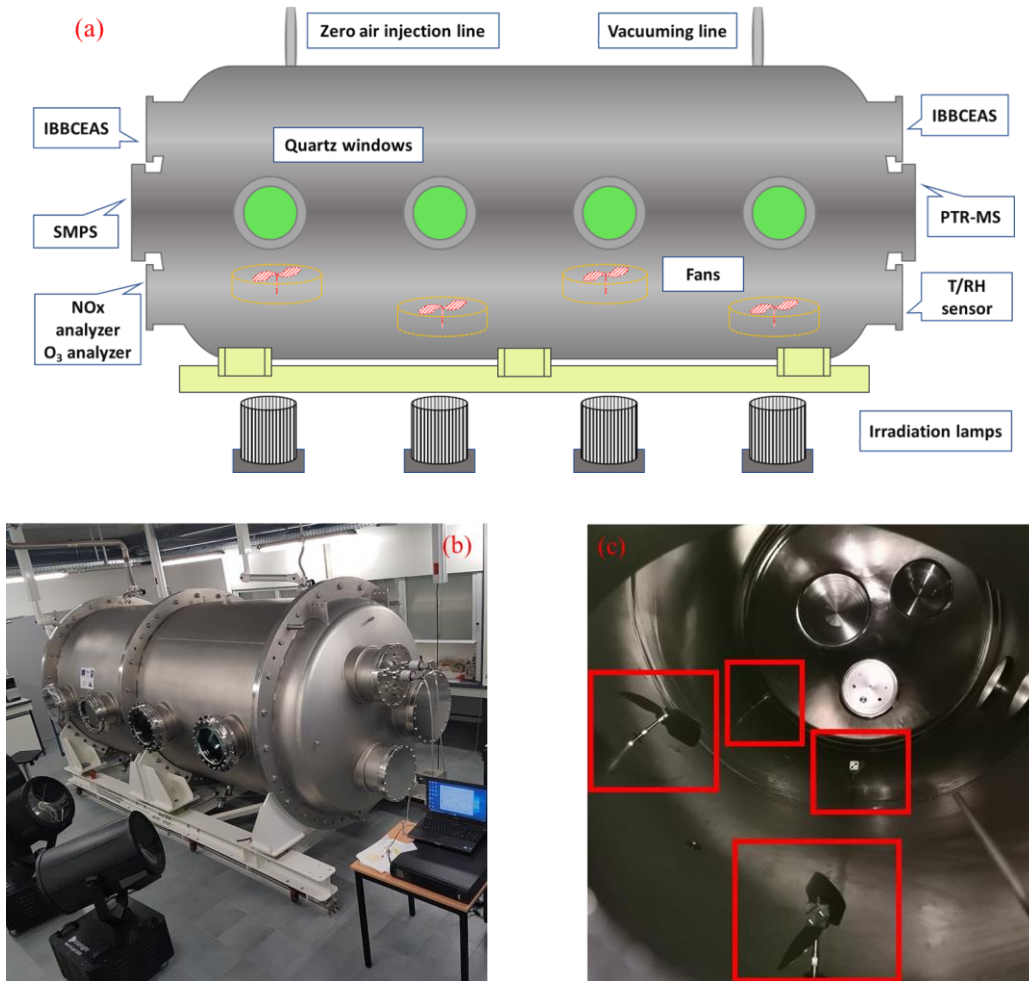 (a)
Zero air injection line
Vacuuming line
IBBCEAS
IBBCEAS
Quartz windows
SMPS
PTR-MS
Fans
NOx
analyzer
O₃ analyzer
T/RH
sensor
Irradiation lamps
(b)
(c)